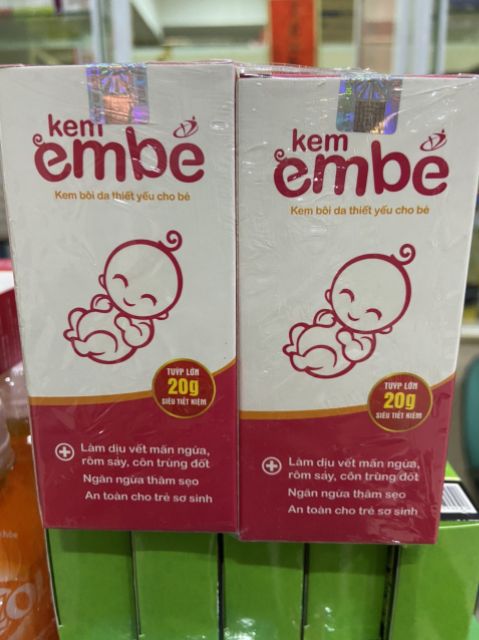 kem
embé
Kem bôi da thiết yếu cho bé
TUÝP LỚN
20g
SIÊU TIẾT KIỆM
Làm dịu vết mẩn ngứa,
rôm sảy, côn trùng đốt
Ngăn ngừa thâm sẹo
An toàn cho trẻ sơ sinh
kem
embé
Kem bôi da thiết yếu cho bé
TUÝP LỚN
20g
SIÊU TIẾT KIỆM
Làm dịu vết mẩn ngứa,
rôm sảy, côn trùng đốt
Ngăn ngừa thâm sẹo
An toàn cho trẻ sơ sinh